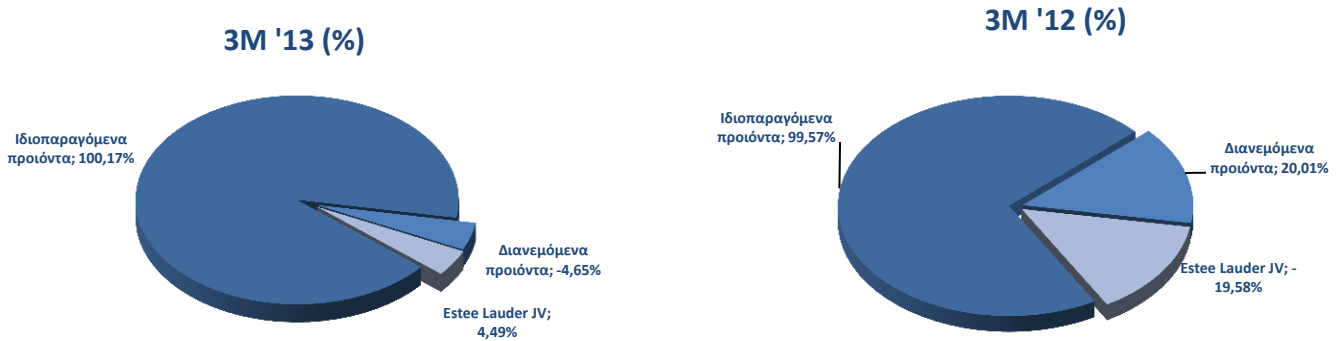 3M '13 (%)
Ιδιοπαραγόμενα
προιόντα; 100,17%
Διανεμόμενα
προιόντα; -4,65%
Estee Lauder JV;
4,49%
3M '12 (%)
Ιδιοπαραγόμενα
προιόντα; 99,57%
Διανεμόμενα
προιόντα; 20,01%
Estee Lauder JV; -
19,58%